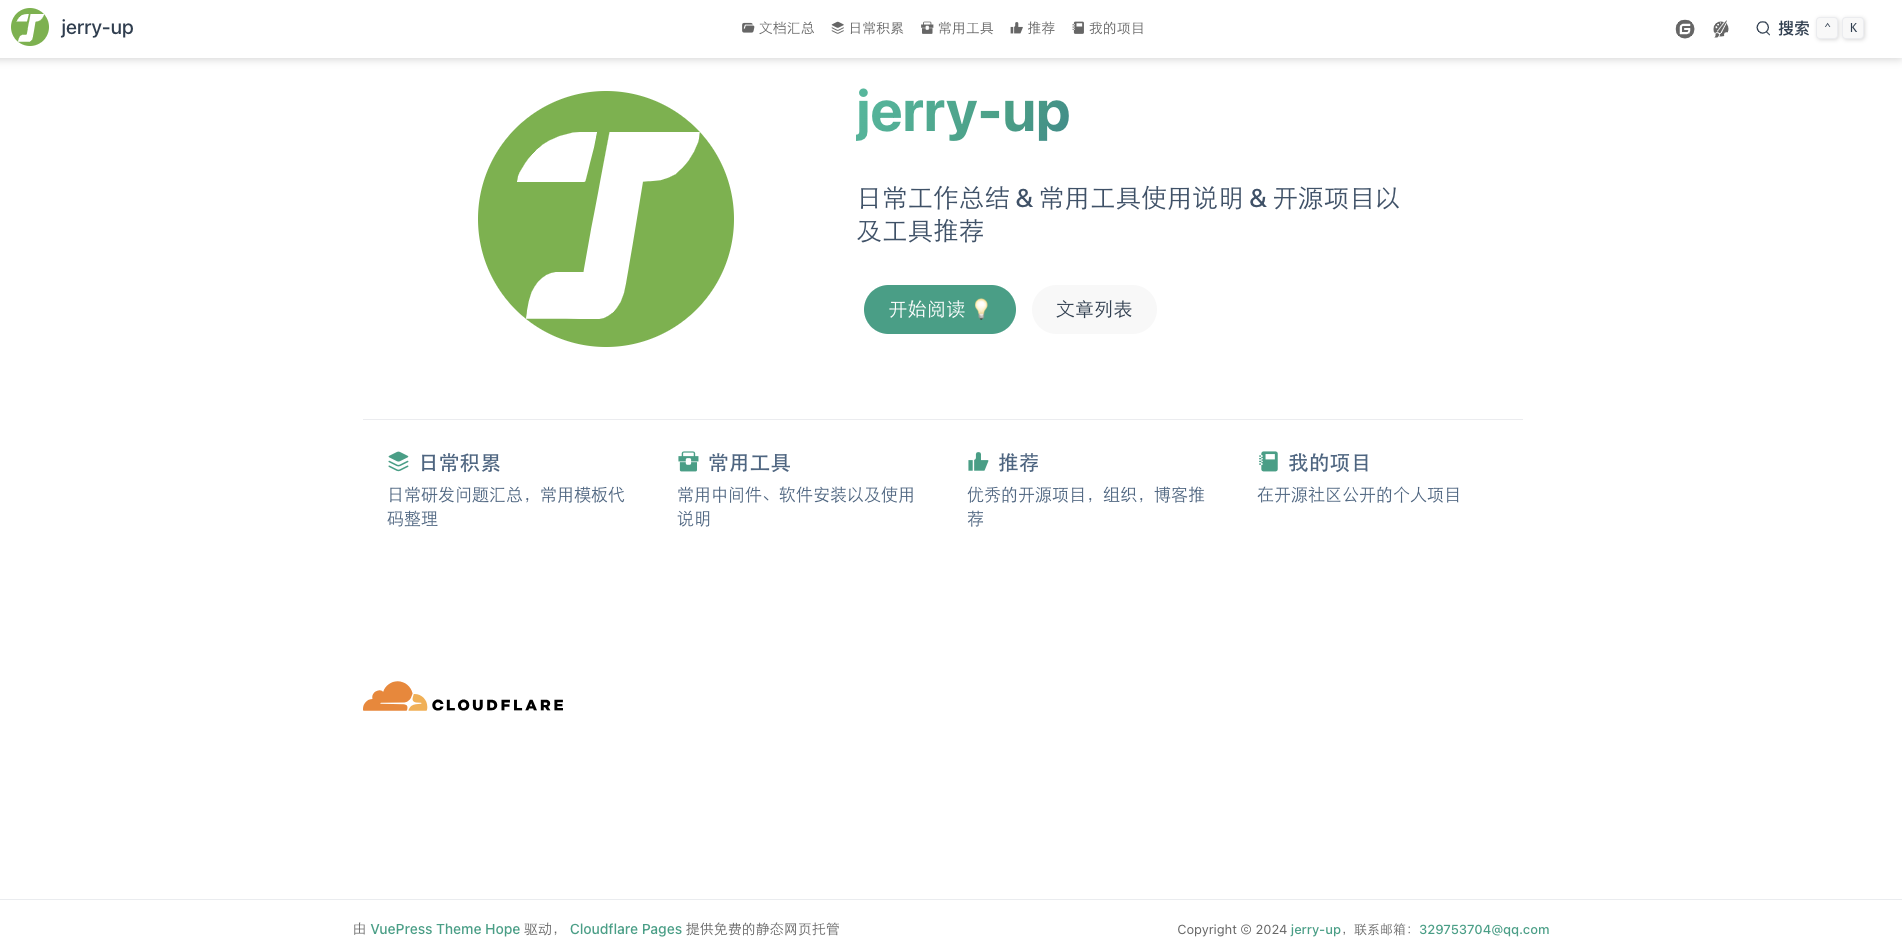 jerry-up
文档汇总 日常积累 常用工具 推荐 我的项目
搜索 ^ K
jerry-up
日常工作总结 & 常用工具使用说明 & 开源项目以
及工具推荐
开始阅读 💡 文章列表
日常积累
日常研发问题汇总，常用模板代
码整理
常用工具
常用中间件、软件安装以及使用
说明
推荐
优秀的开源项目，组织，博客推
荐
我的项目
在开源社区公开的个人项目
CLOUDFLARE
由 VuePress Theme Hope 驱动， Cloudflare Pages 提供免费的静态网页托管
Copyright © 2024 jerry-up，联系邮箱：329753704@qq.com